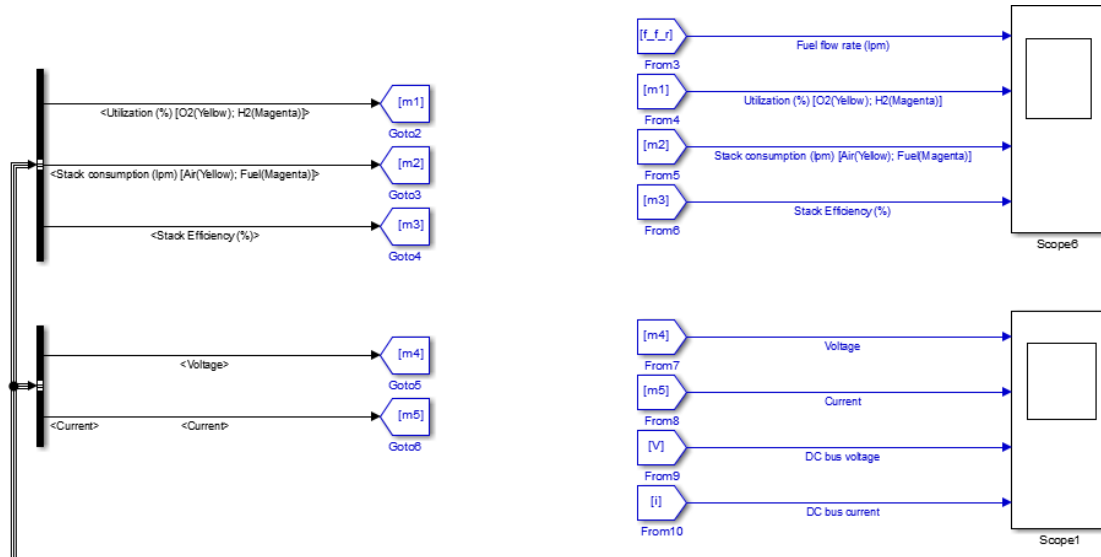 [m1]
<Utilization (%) [O2(Yellow); H2(Magenta)]>
Goto2
[m2]
<Stack consumption (lpm) [Air(Yellow); Fuel(Magenta)]>
Goto3
[m3]
<Stack Efficiency (%)>
Goto4
[m4]
<Voltage>
Goto5
[m5]
<Current> <Current>
Goto6
[f_f_r]
Fuel flow rate (lpm)
From3
[m1]
Utilization (%) [O2(Yellow); H2(Magenta)]
From4
[m2]
Stack consumption (lpm) [Air(Yellow); Fuel(Magenta)]
From5
[m3]
Stack Efficiency (%)
From6
Scope6
[m4]
Voltage
From7
[m5]
Current
From8
[V]
DC bus voltage
From9
[i]
DC bus current
From10
Scope1